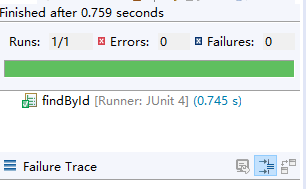 Finished after 0.759 seconds
Runs: 1/1 Errors: 0 Failures: 0
findById [Runner: JUnit 4] (0.745 s)
Failure Trace